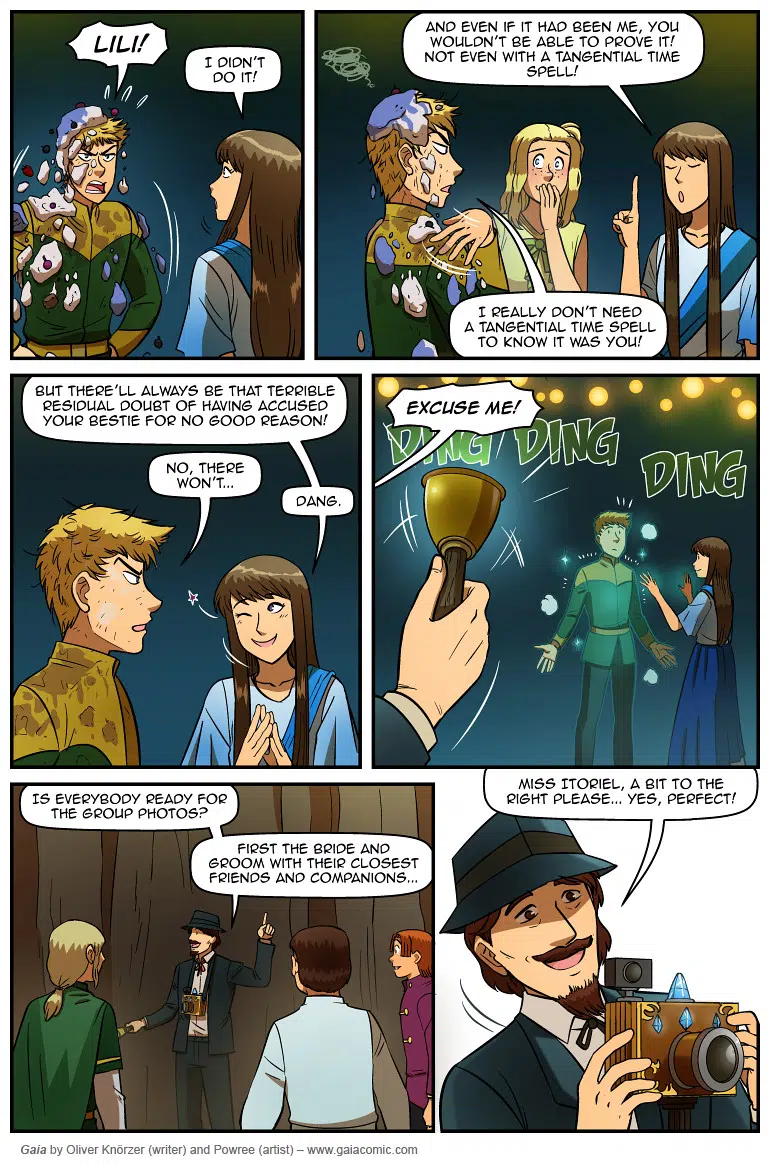 LILI!
I DIDN'T
DO IT!
AND EVEN IF IT HAD BEEN ME, YOU
WOULDN'T BE ABLE TO PROVE IT!
NOT EVEN WITH A TANGENTIAL TIME
SPELL!
I REALLY DON'T NEED
A TANGENTIAL TIME SPELL
TO KNOW IT WAS YOU!
BUT THERE'LL ALWAYS BE THAT TERRIBLE
RESIDUAL DOUBT OF HAVING ACCUSED
YOUR BESTIE FOR NO GOOD REASON!
NO, THERE
WON'T...
DANG.
EXCUSE ME!
DING DING
DING
IS EVERYBODY READY FOR
THE GROUP PHOTOS?
FIRST THE BRIDE AND
GROOM WITH THEIR CLOSEST
FRIENDS AND COMPANIONS...
MISS ITORIEL, A BIT TO THE
RIGHT PLEASE... YES, PERFECT!
Gaia by Oliver Knörzer (writer) and Powree (artist) – www.gaiacomic.com